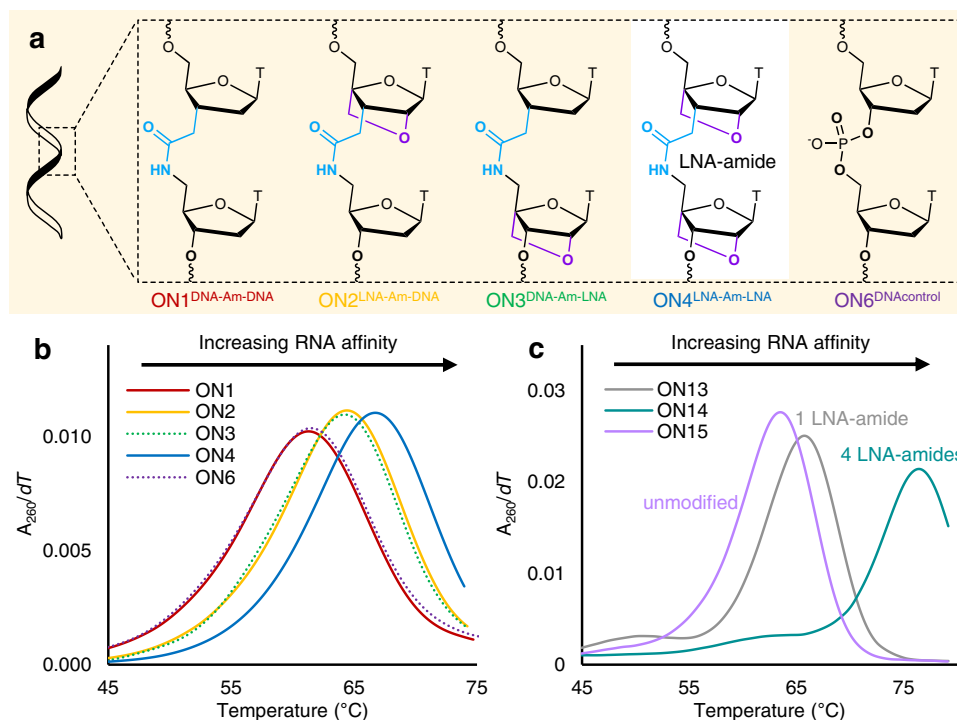 a
O
T
O
O
HN
T
O
O
ON1DNA-Am-DNA
O
T
O
O
O
HN
T
O
O
ON2LNA-Am-DNA
O
T
O
O
HN
T
O
O
O
ON3DNA-Am-LNA
O
T
O
O
O
LNA-amide
HN
T
O
O
O
ON4LNA-Am-LNA
O
T
O
O
O
-O P
O
T
O
O
ON6DNAcontrol
b
Increasing RNA affinity
ON1
ON2
ON3
ON4
ON6
A260/dT
0.010
0.005
0.000
45 55 65 75
Temperature (°C)
c
Increasing RNA affinity
ON13
ON14
ON15
1 LNA-amide
4 LNA-amides
unmodified
A260/dT
0.03
0.02
0.01
0
45 55 65 75
Temperature (°C)